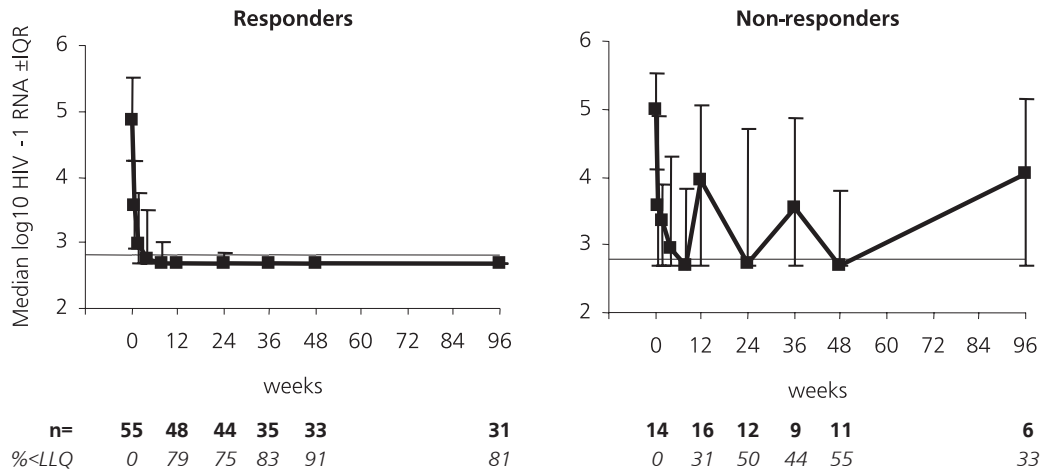 Responders
Non-responders
Median log10 HIV -1 RNA ±IQR
6
5
4
3
2
0 12 24 36 48 60 72 84 96
weeks
6
5
4
3
2
0 12 24 36 48 60 72 84 96
weeks
n= 55 48 44 35 33 31 14 16 12 9 11 6
%<LLQ 0 79 75 83 91 81 0 31 50 44 55 33